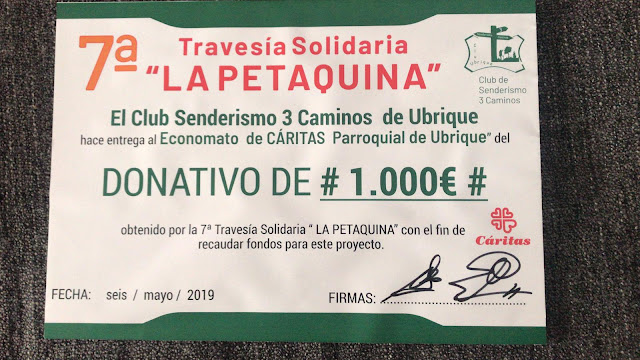 7ª Travesía Solidaria
“LA PETAQUINA”
Club de
Senderismo
3 Caminos
El Club Senderismo 3 Caminos de Ubrique
hace entrega al Economato de CÁRITAS Parroquial de Ubrique” del
DONATIVO DE # 1.000€ #
obtenido por la 7ª Travesía Solidaria “ LA PETAQUINA” con el fin de
recaudar fondos para este proyecto.
Cáritas
FECHA: seis / mayo / 2019
FIRMAS: